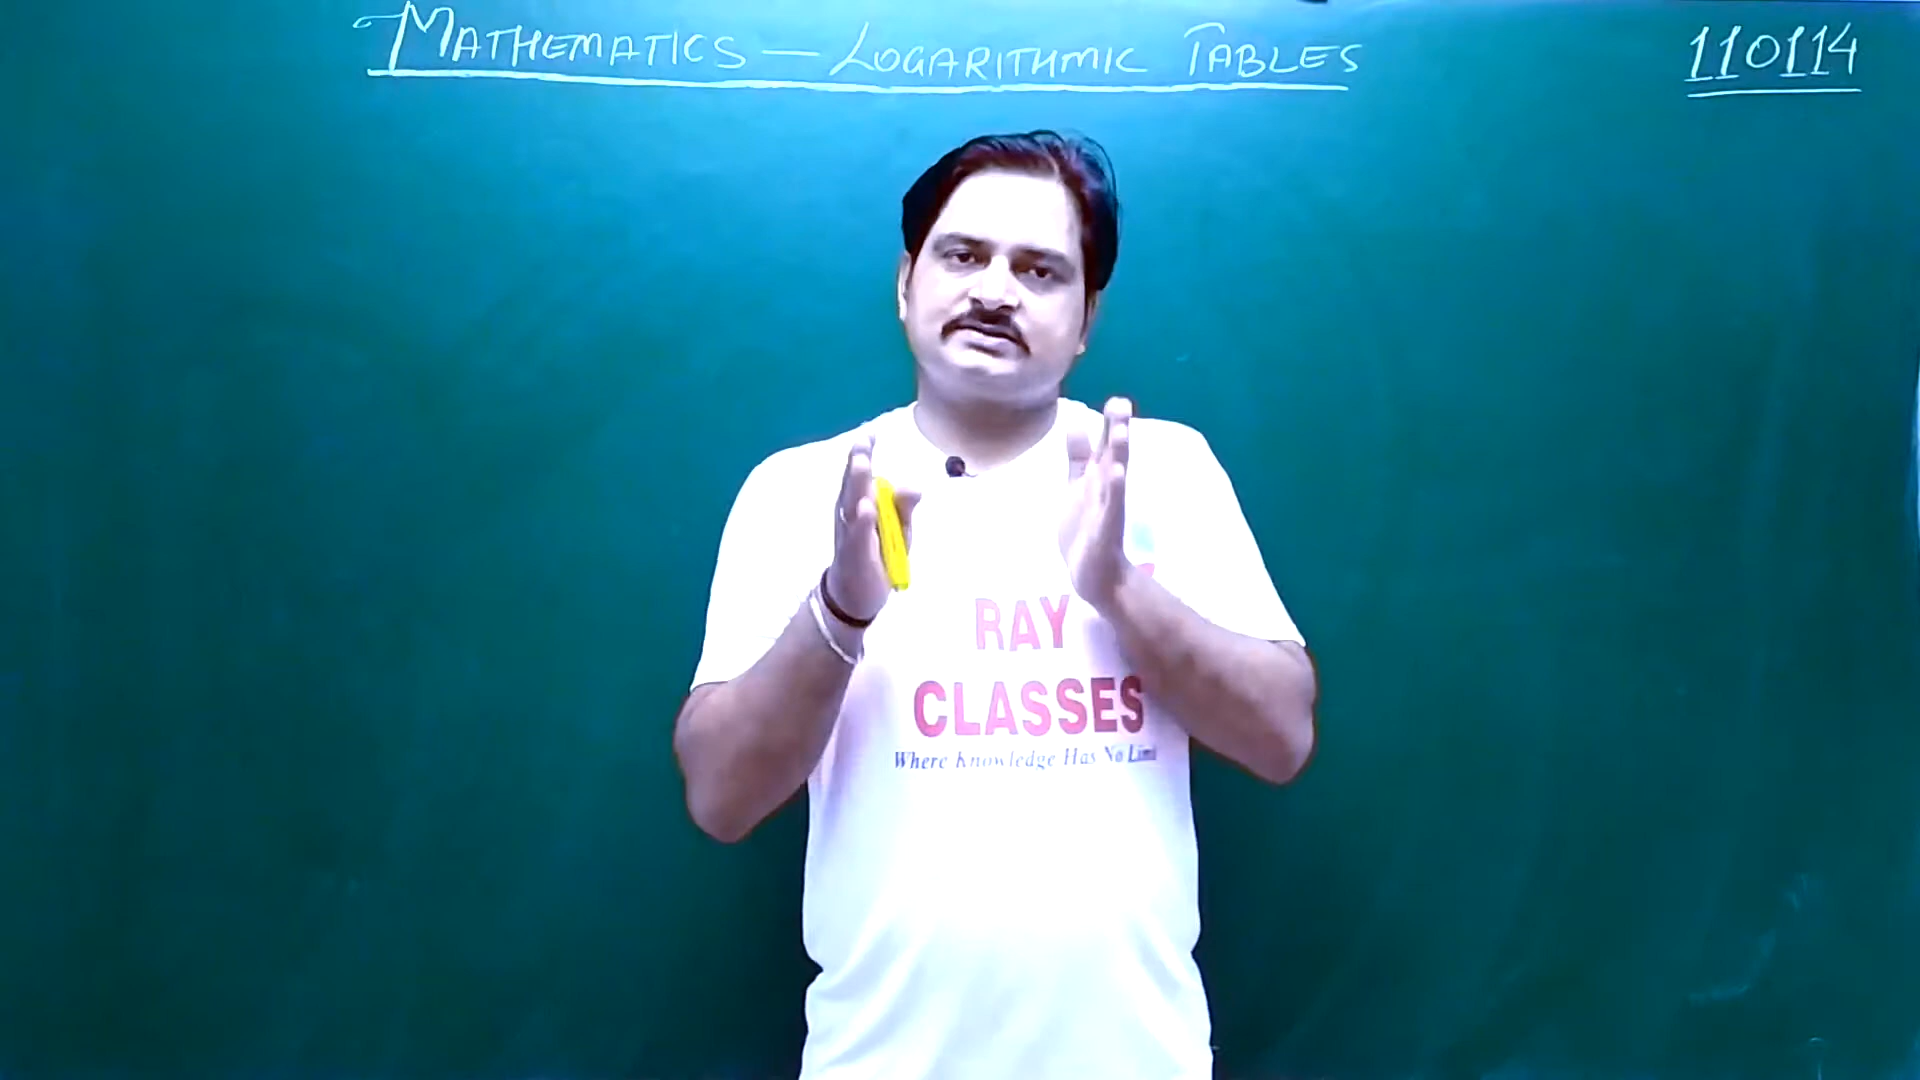 MATHEMATICS — LOGARITHMIC TABLES
110114
RAY
CLASSES
Where Knowledge Has No Limit